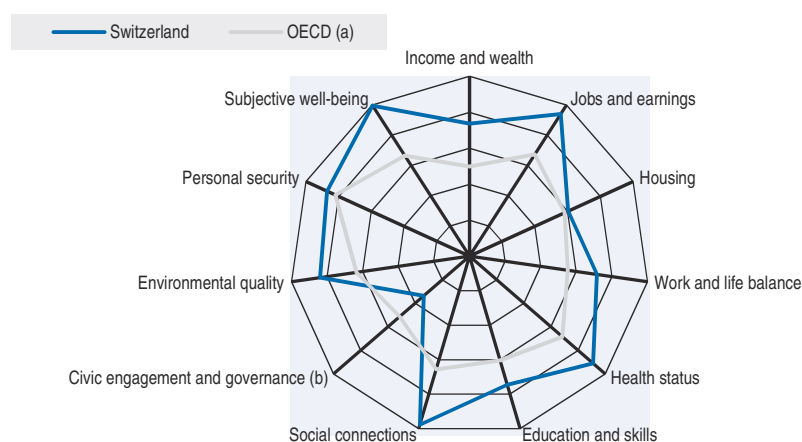 Switzerland
OECD (a)
Income and wealth
Subjective well-being
Jobs and earnings
Personal security
Housing
Environmental quality
Work and life balance
Civic engagement and governance (b)
Health status
Social connections
Education and skills